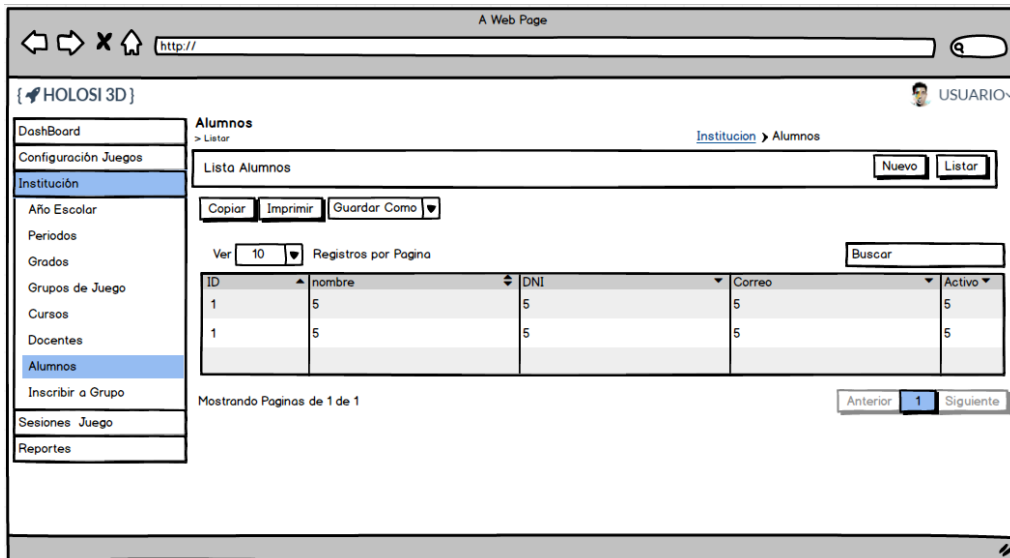 A Web Page
http://
{ HOLOSI 3D }
USUARIO
DashBoard
Configuración Juegos
Institución
Año Escolar
Periodos
Grados
Grupos de Juego
Cursos
Docentes
Alumnos
Inscribir a Grupo
Sesiones Juego
Reportes
Alumnos
> Listar
Institucion > Alumnos
Lista Alumnos
Nuevo Listar
Copiar Imprimir Guardar Como
Ver 10 Registros por Pagina
Buscar
ID nombre DNI Correo Activo
1 5 5 5 5
1 5 5 5 5
Mostrando Paginas de 1 de 1
Anterior 1 Siguiente